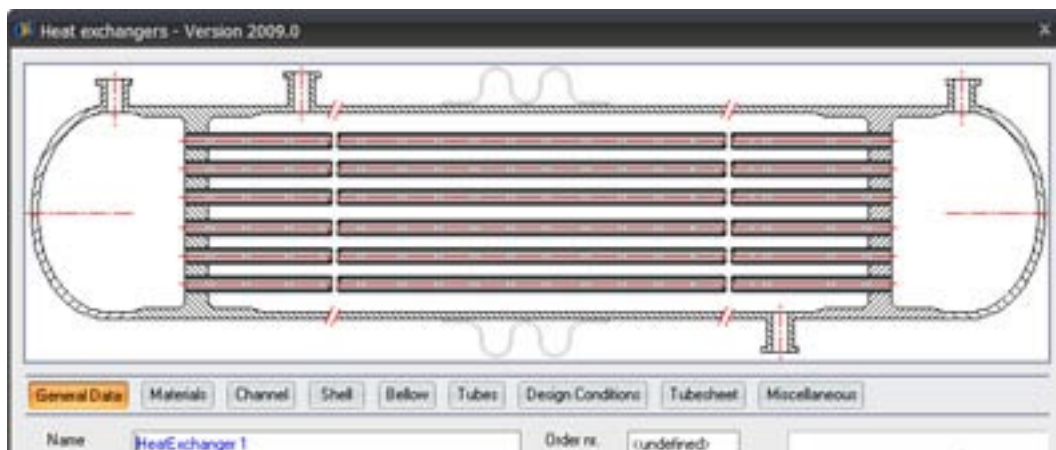 Heat exchangers - Version 2009.0 x
General Data Materials Channel Shell Bellow Tubes Design Conditions Tubesheet Miscellaneous
Name HeatExchanger 1 Order nr. <undefined>